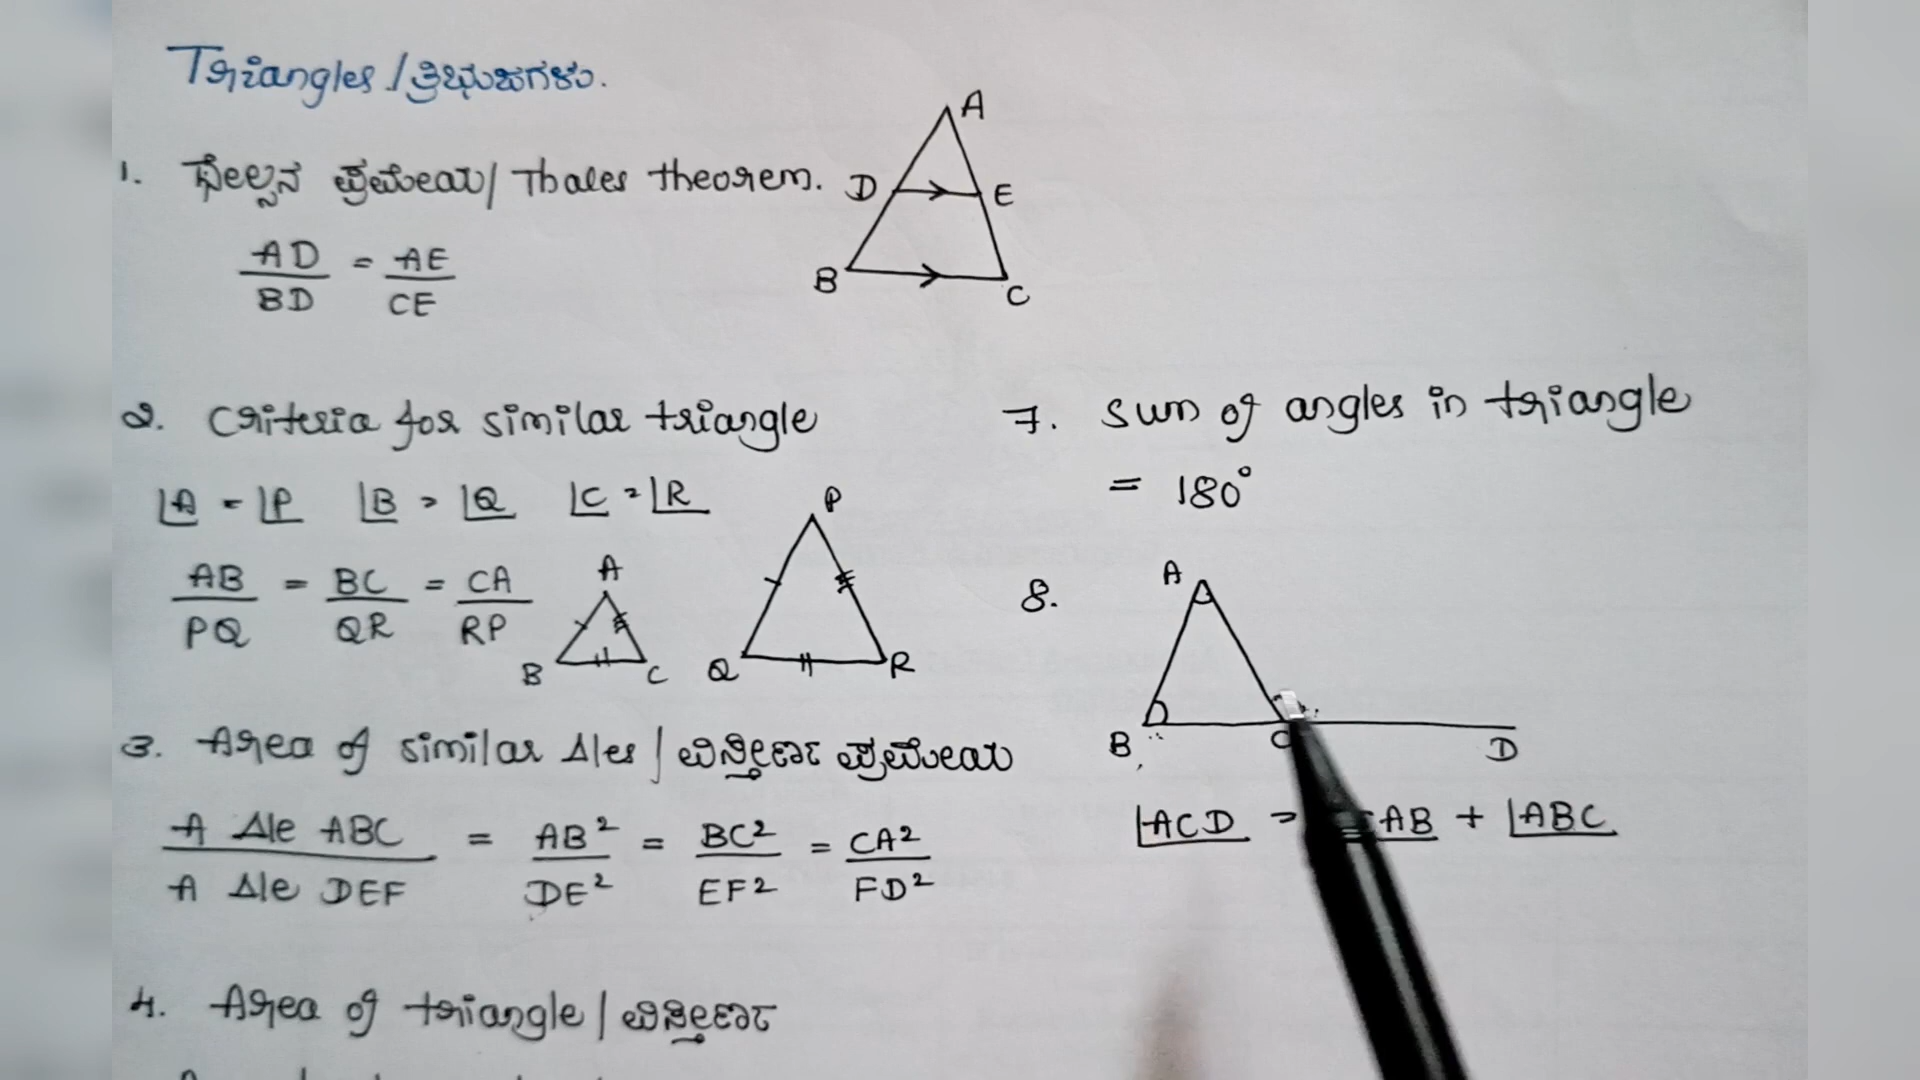 Triangles / ತ್ರಿಭುಜಗಳು.
1. ಥೇಲ್ಸನ ಪ್ರಮೇಯ / Thales theorem.
AD/BD = AE/CE
A
D E
B C
2. Criteria for similar triangle
∠A = ∠P ∠B = ∠Q ∠C = ∠R
AB/PQ = BC/QR = CA/RP
A
B C
P
Q R
3. Area of similar Δles / ವಿಸ್ತೀರ್ಣ ಪ್ರಮೇಯ
A Δle ABC / A Δle DEF = AB²/DE² = BC²/EF² = CA²/FD²
4. Area of triangle / ವಿಸ್ತೀರ್ಣ
7. Sum of angles in triangle
= 180°
8.
A
B C D
∠ACD = AB + ∠ABC